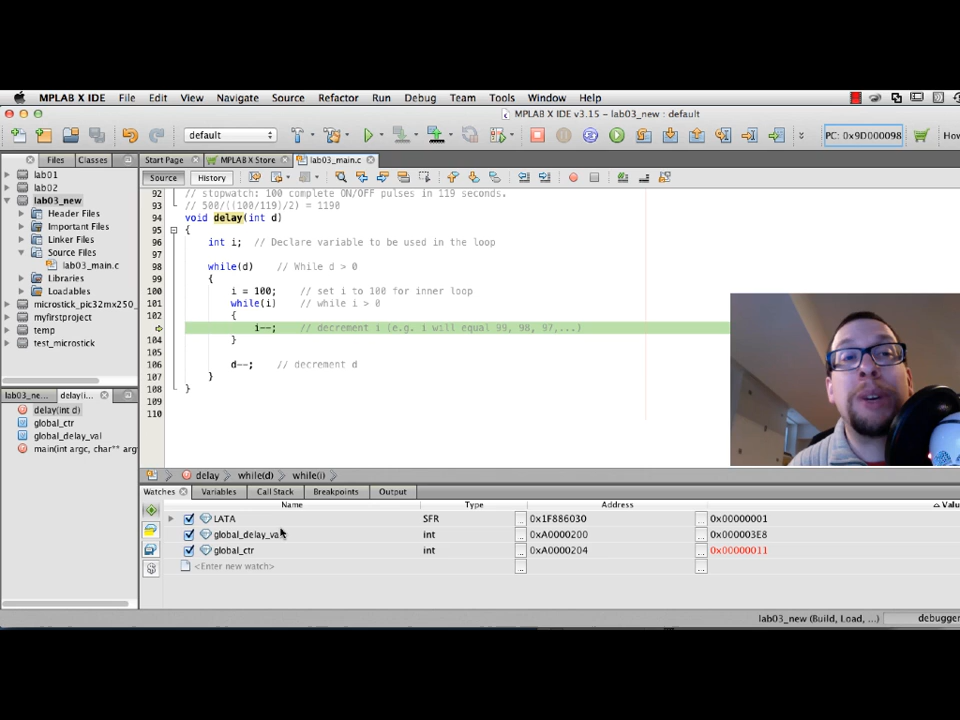 MPLAB X IDE File Edit View Navigate Source Refactor Run Debug Team Tools Window Help
MPLAB X IDE v3.15 - lab03_new : default
default PC: 0x9D000098 How
Files Classes Start Page MPLAB X Store lab03_main.c
Source History
lab01
lab02
lab03_new
Header Files
Important Files
Linker Files
Source Files
lab03_main.c
Libraries
Loadables
microstick_pic32mx250_
myfirstproject
temp
test_microstick
92 // stopwatch: 100 complete ON/OFF pulses in 119 seconds.
93 // 500/((100/119)/2) = 1190
94 void delay(int d)
95 {
96 int i; // Declare variable to be used in the loop
97
98 while(d) // While d > 0
99 {
100 i = 100; // set i to 100 for inner loop
101 while(i) // while i > 0
102 {
i--; // decrement i (e.g. i will equal 99, 98, 97,...)
104 }
105
106 d--; // decrement d
107 }
108 }
109
110
lab03_ne... delay(i...
delay(int d)
global_ctr
global_delay_val
main(int argc, char** argv
delay while(d) while(i)
Watches Variables Call Stack Breakpoints Output
Name Type Address Valu
LATA SFR 0x1F886030 0x00000001
global_delay_va int 0xA0000200 0x000003E8
global_ctr int 0xA0000204 0x00000011
<Enter new watch>
lab03_new (Build, Load, ...) debugger